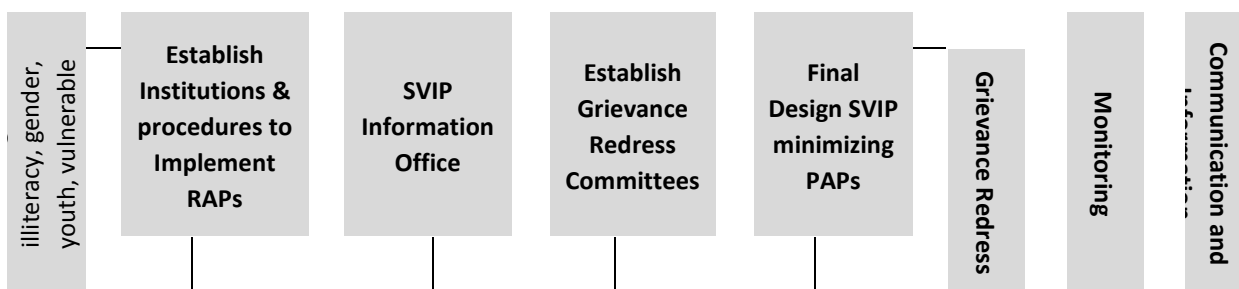 illiteracy, gender,
youth, vulnerable
Establish
Institutions &
procedures to
Implement
RAPs
SVIP
Information
Office
Establish
Grievance
Redress
Committees
Final
Design SVIP
minimizing
PAPs
Grievance Redress
Monitoring
Communication and